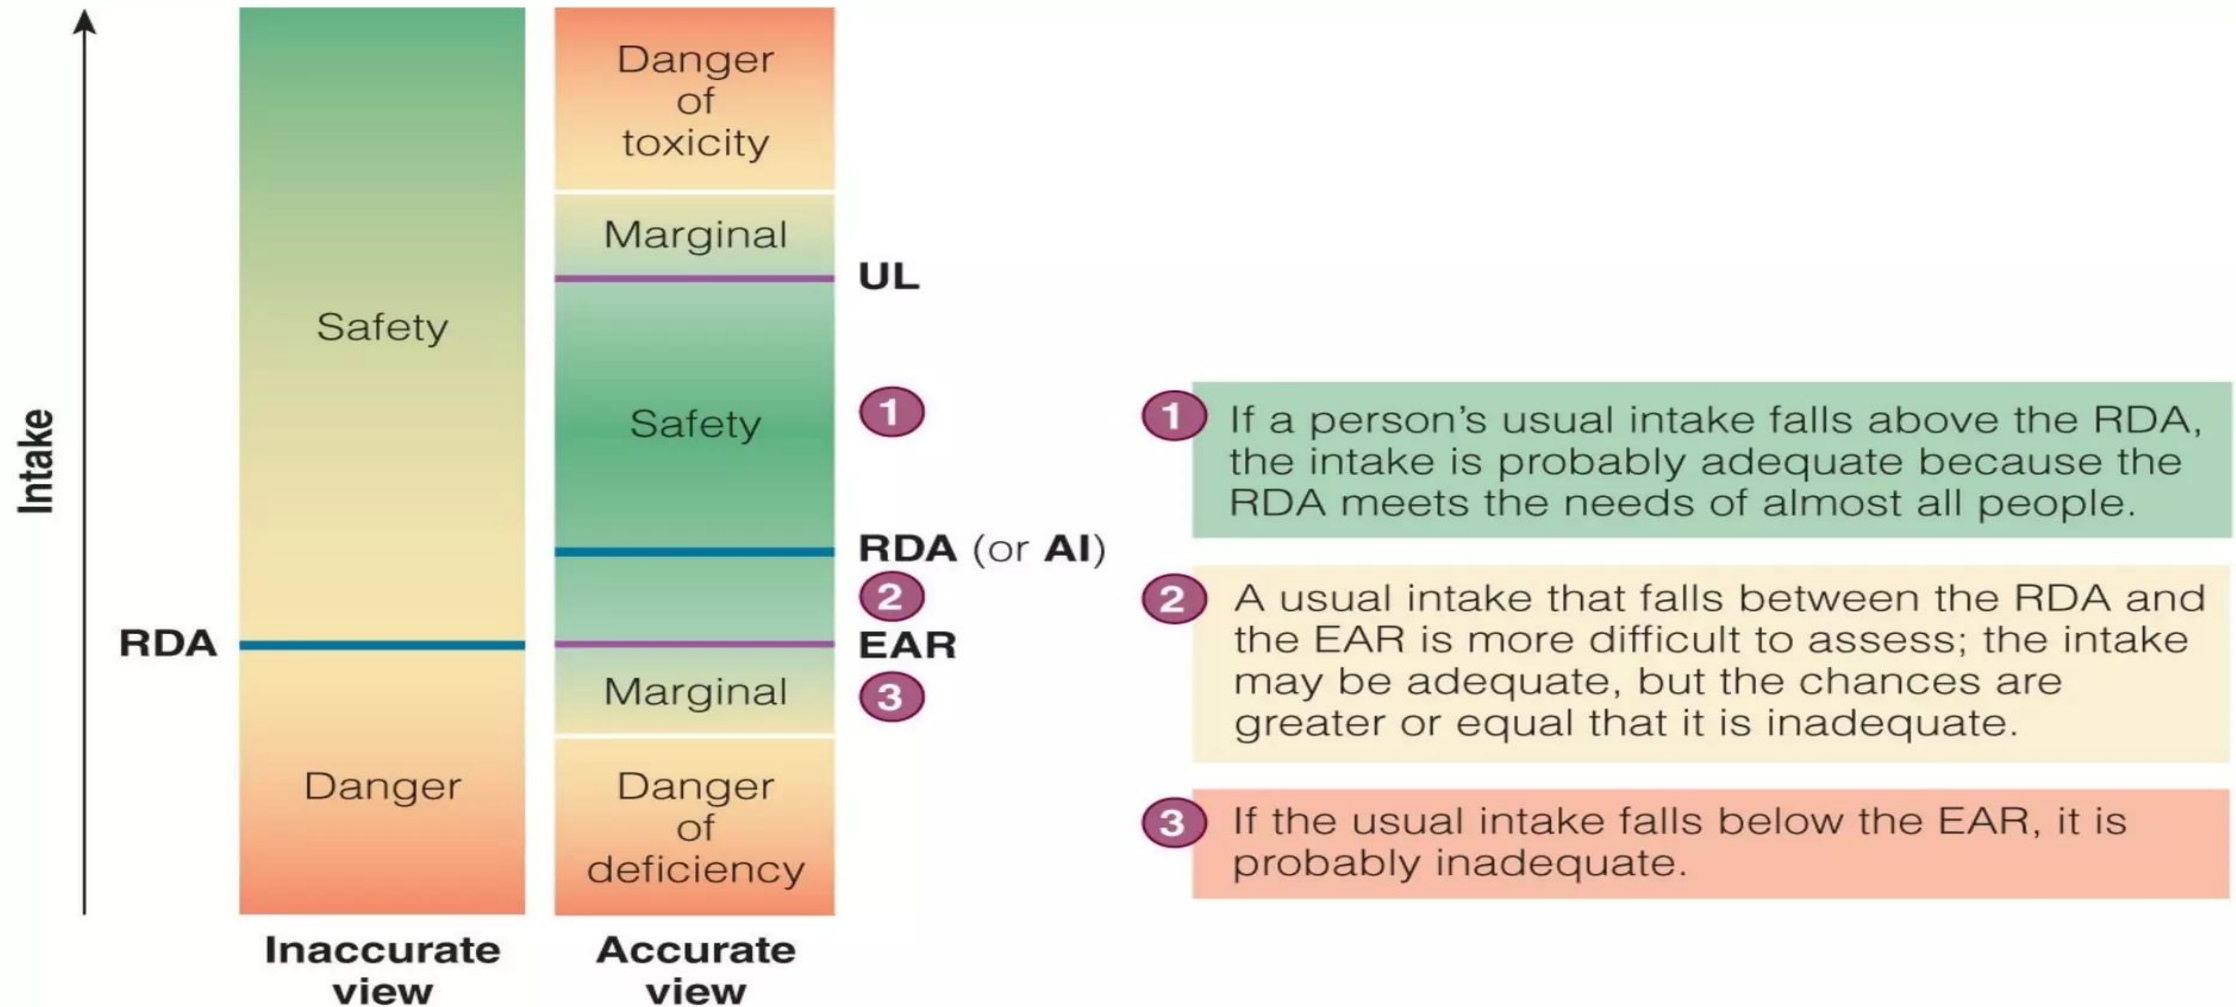 Intake
Safety
RDA
Danger
Inaccurate
view
Danger
of
toxicity
Marginal
UL
Safety
1
RDA (or AI)
2
EAR
Marginal
3
Danger
of
deficiency
Accurate
view
1
If a person's usual intake falls above the RDA,
the intake is probably adequate because the
RDA meets the needs of almost all people.
2
A usual intake that falls between the RDA and
the EAR is more difficult to assess; the intake
may be adequate, but the chances are
greater or equal that it is inadequate.
3
If the usual intake falls below the EAR, it is
probably inadequate.